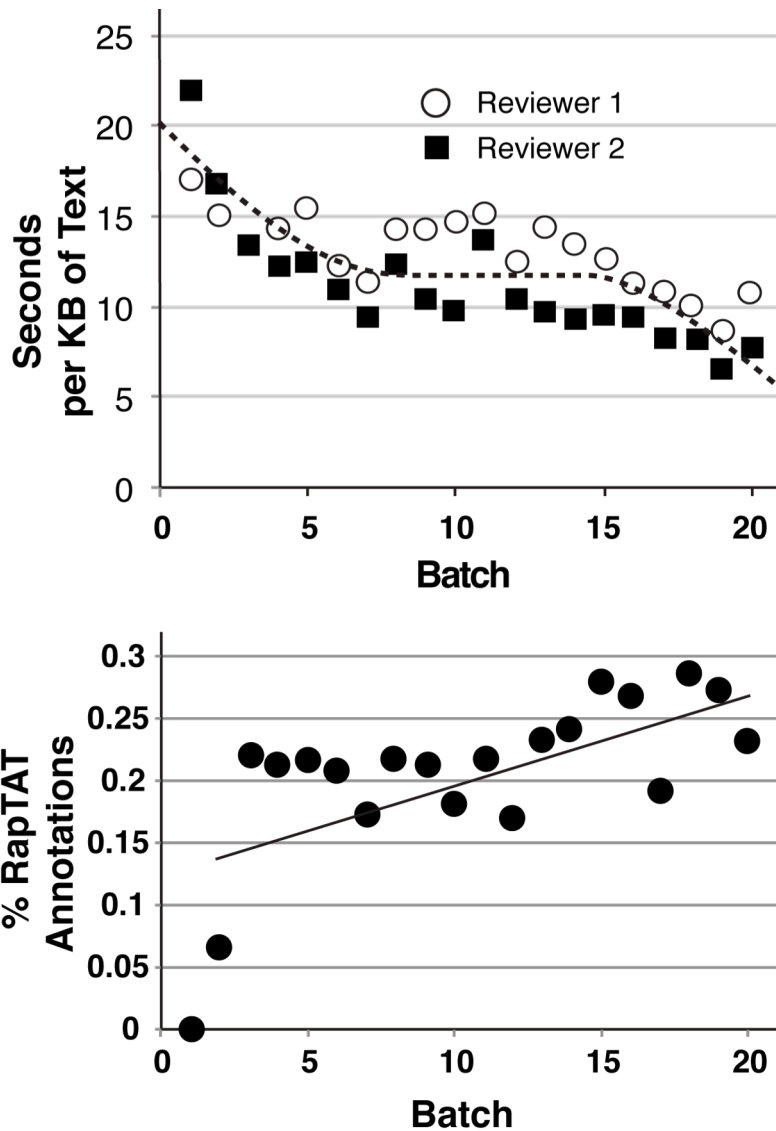 25
20
15
10
5
0
Seconds
per KB of Text
Reviewer 1
Reviewer 2
0 5 10 15 20
Batch
0.3
0.25
0.2
0.15
0.1
0.05
0
% RapTAT
Annotations
0 5 10 15 20
Batch